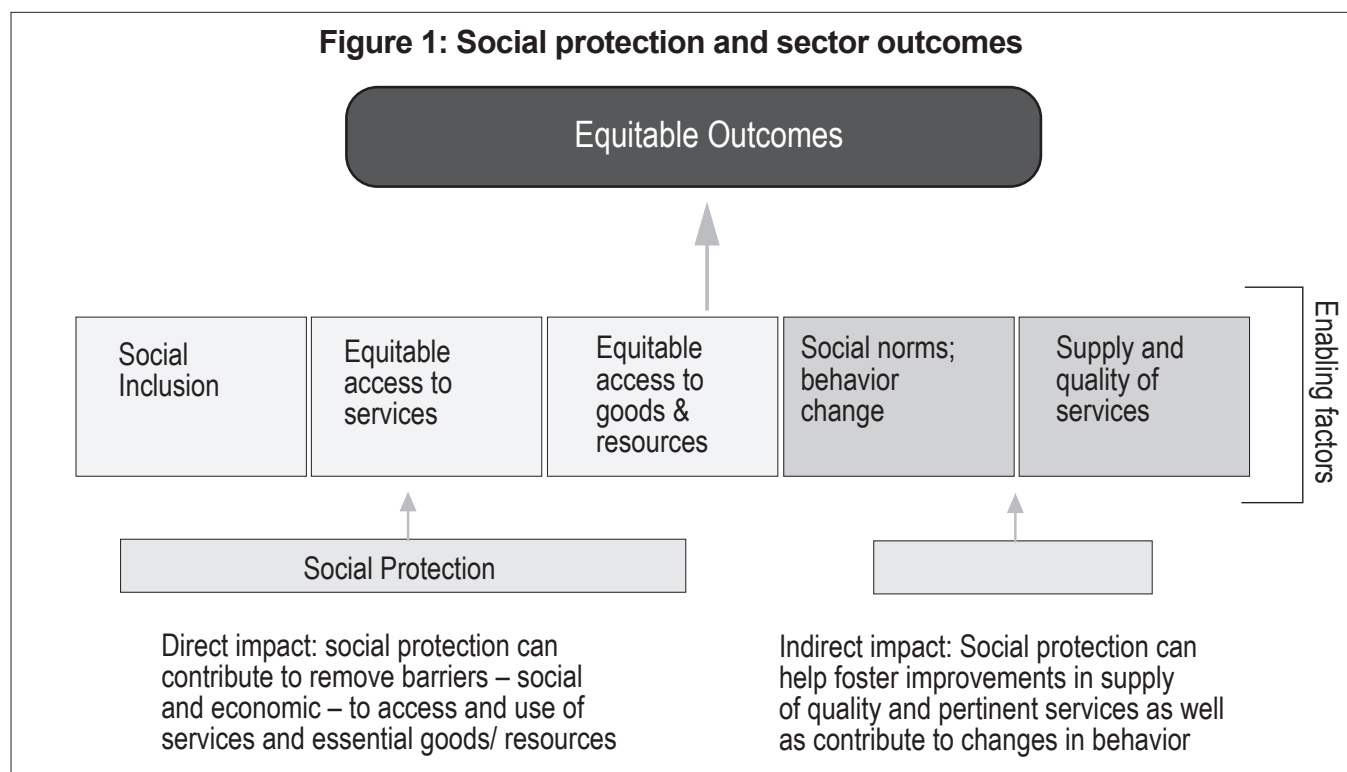 Figure 1: Social protection and sector outcomes
Equitable Outcomes
Social
Inclusion
Equitable
access to
services
Equitable
access to
goods &
resources
Social norms;
behavior
change
Supply and
quality of
services
Enabling factors
Social Protection
Direct impact: social protection can
contribute to remove barriers – social
and economic – to access and use of
services and essential goods/ resources
Indirect impact: Social protection can
help foster improvements in supply
of quality and pertinent services as well
as contribute to changes in behavior